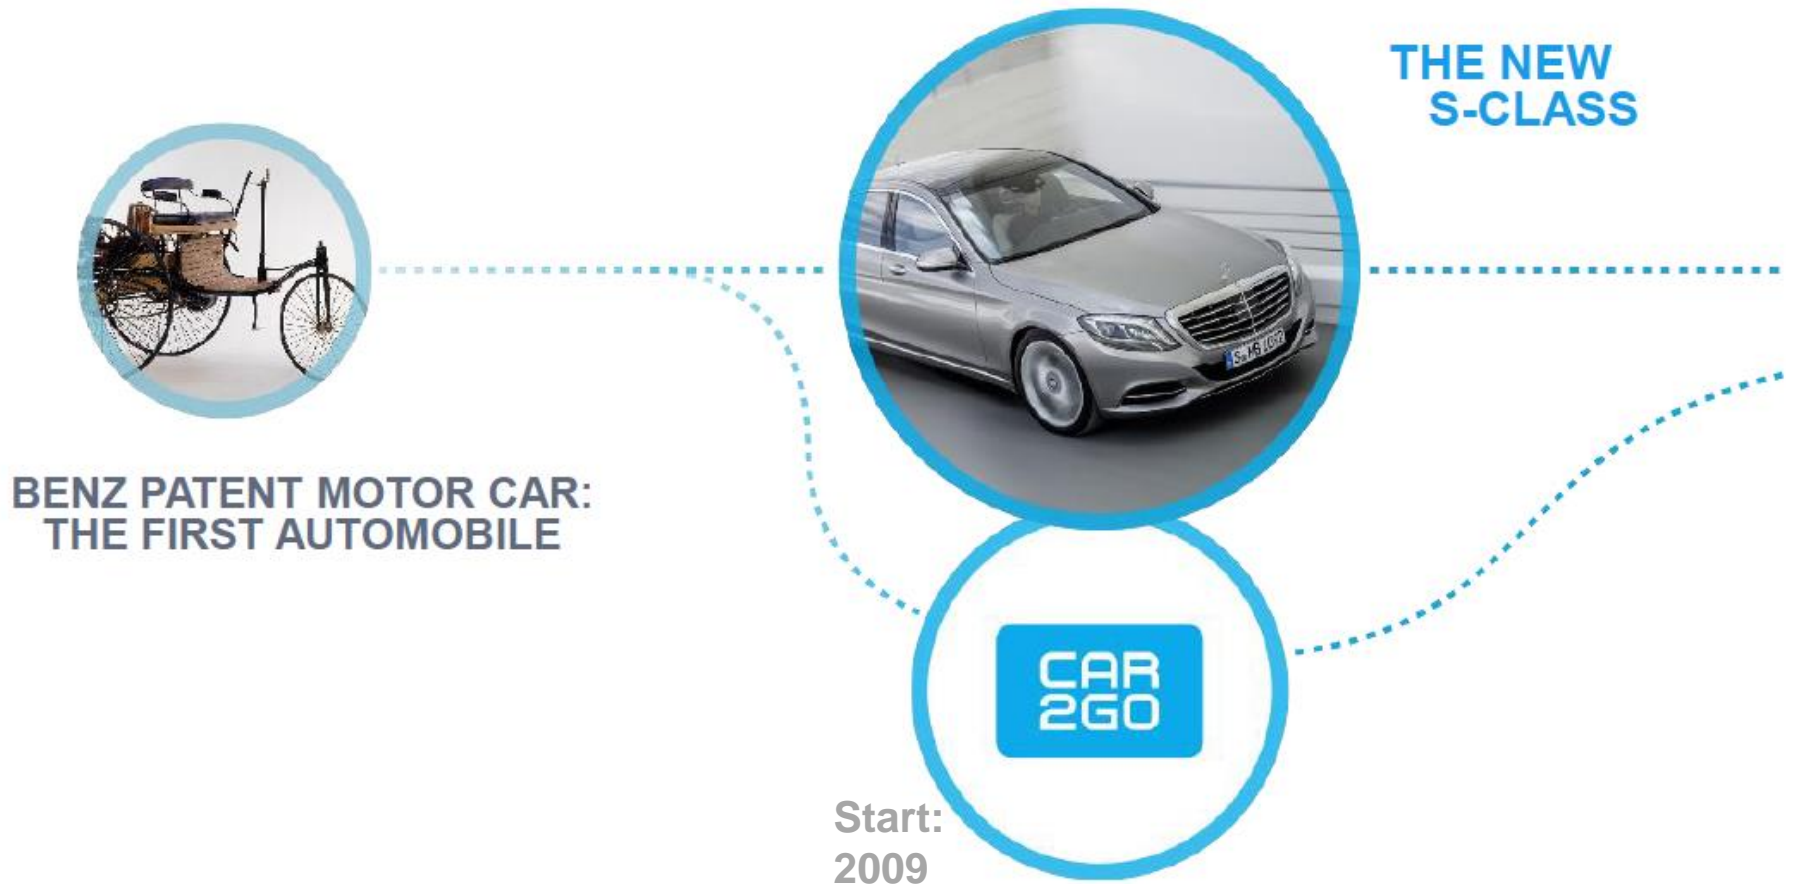 THE NEW
S-CLASS
BENZ PATENT MOTOR CAR:
THE FIRST AUTOMOBILE
CAR
2GO
Start:
2009